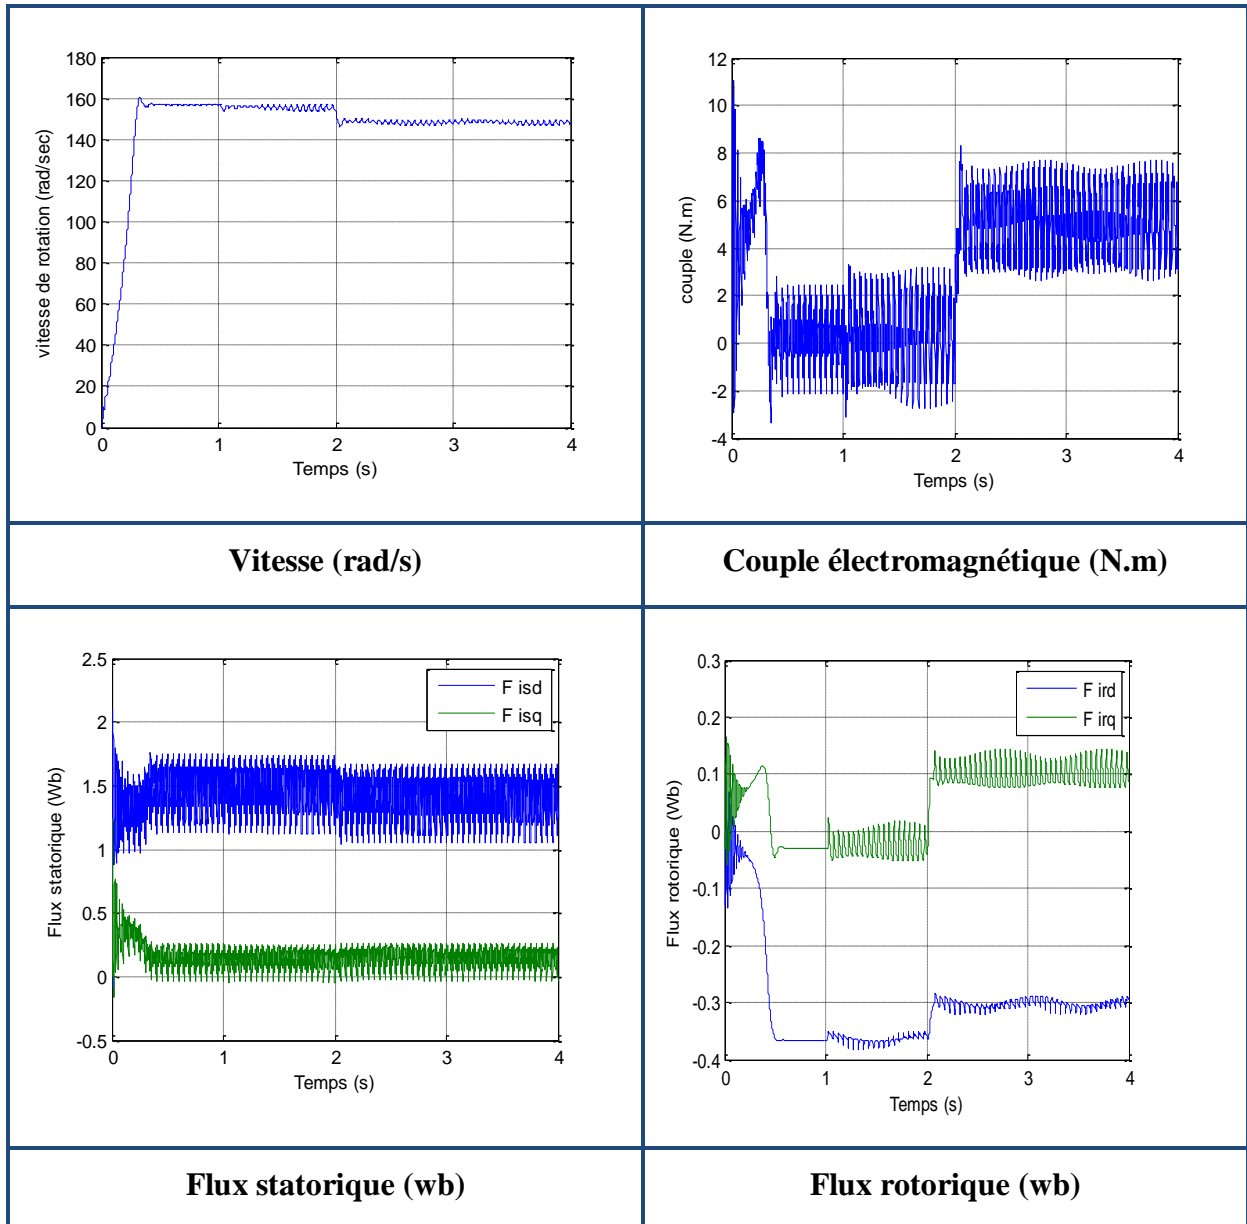 180
160
140
120
100
80
60
40
20
0
vitesse de rotation (rad/sec)
0 1 2 3 4
Temps (s)
12
10
8
6
4
2
0
-2
-4
couple (N.m)
0 1 2 3 4
Temps (s)
Vitesse (rad/s)
Couple électromagnétique (N.m)
2.5
2
1.5
1
0.5
0
-0.5
Flux statorique (Wb)
F isd
F isq
0 1 2 3 4
Temps (s)
0.3
0.2
0.1
0
-0.1
-0.2
-0.3
-0.4
Flux rotorique (Wb)
F ird
F irq
0 1 2 3 4
Temps (s)
Flux statorique (wb)
Flux rotorique (wb)